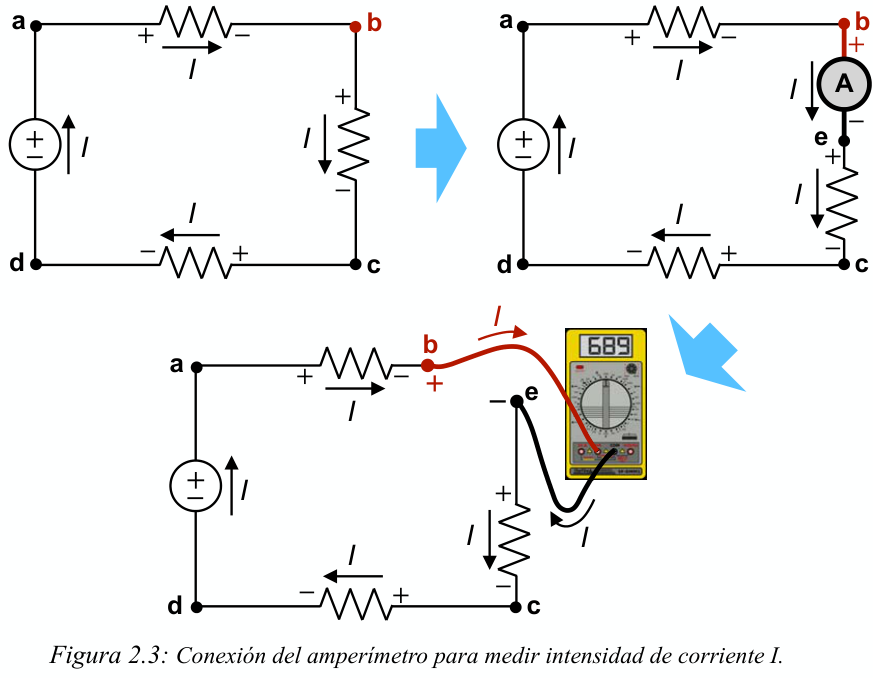 a
b
+
−
I
+
−
I
+
−
I
I
−
+
d
c
a
b
+
+
−
I
A
I
−
e
+
−
I
+
I
−
I
−
+
d
c
a
b
+
−
+
I
I
689
e
−
+
−
I
+
I
−
I
I
−
+
d
c
Figura 2.3: Conexión del amperímetro para medir intensidad de corriente I.